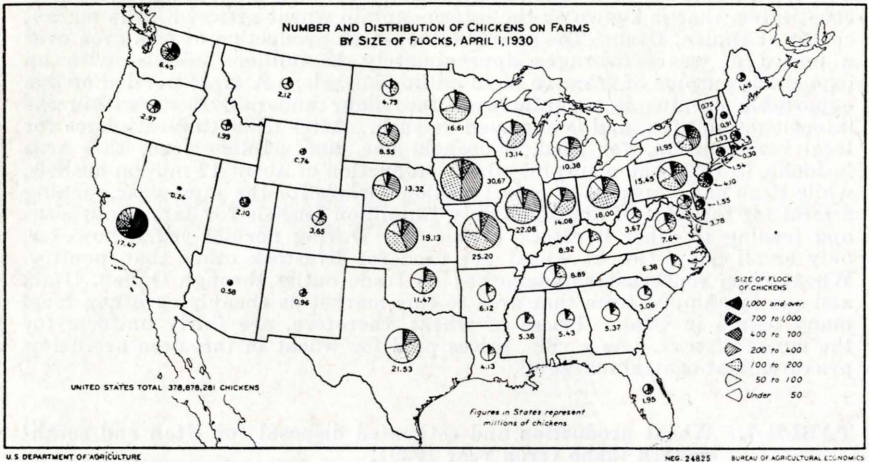 NUMBER AND DISTRIBUTION OF CHICKENS ON FARMS
BY SIZE OF FLOCKS, APRIL 1, 1930
6.45
2.97
2.12
8.55
16.61
13.14
10.38
11.95
0.75
0.91
1.45
1.93
0.30
1.54
15.45
1.55
1.78
0.74
13.32
30.67
22.08
14.08
18.00
3.67
7.64
0.24
2.10
3.65
19.13
25.20
8.92
17.47
0.58
0.96
11.47
6.12
8.85
6.38
3.06
5.38
5.43
5.37
21.53
4.13
1.95
SIZE OF FLOCK
OF CHICKENS
1,000 and over
700 to 1,000
400 to 700
200 to 400
100 to 200
50 to 100
Under 50
UNITED STATES TOTAL 378,878,281 CHICKENS
Figures in States represent
millions of chickens
U.S DEPARTMENT OF AGRICULTURE
NEG. 24825 BUREAU OF AGRICULTURAL ECONOMICS